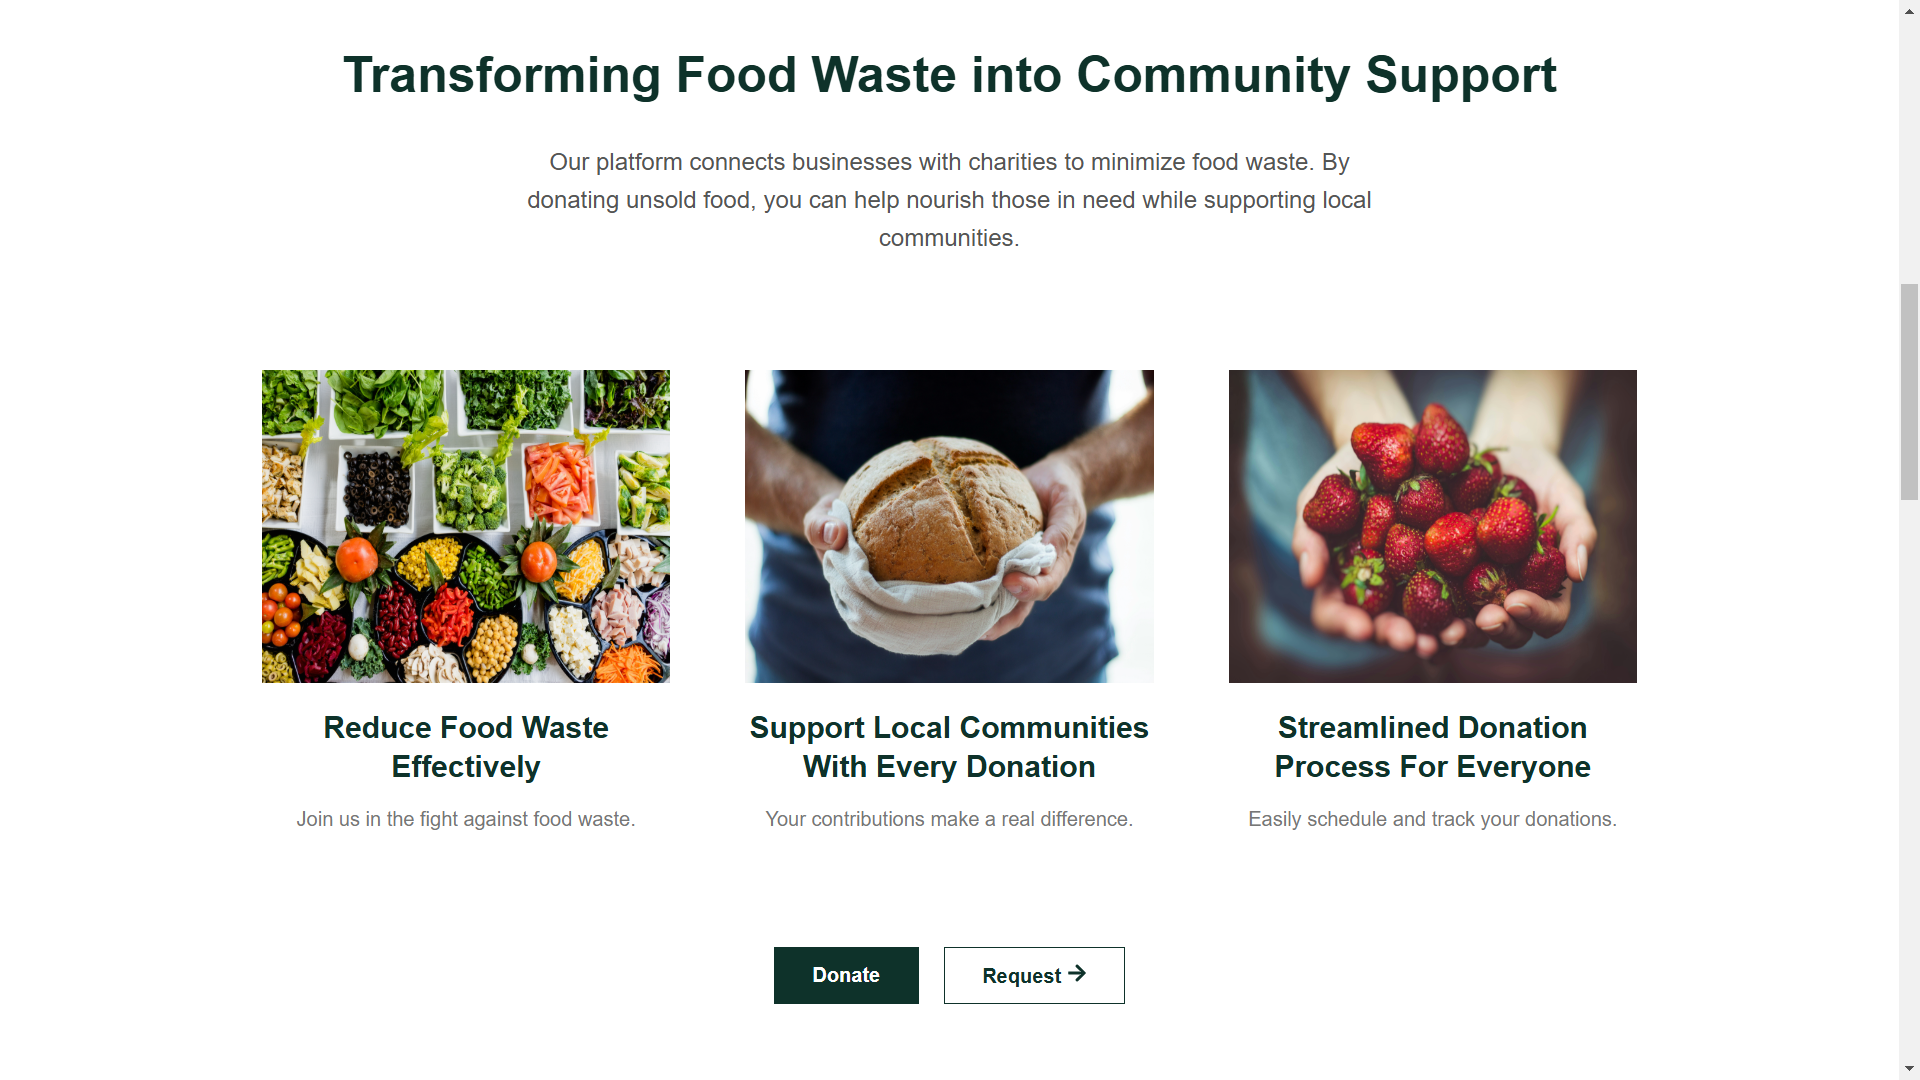 Transforming Food Waste into Community Support
Our platform connects businesses with charities to minimize food waste. By
donating unsold food, you can help nourish those in need while supporting local
communities.
Reduce Food Waste
Effectively
Join us in the fight against food waste.
Support Local Communities
With Every Donation
Your contributions make a real difference.
Streamlined Donation
Process For Everyone
Easily schedule and track your donations.
Donate
Request →